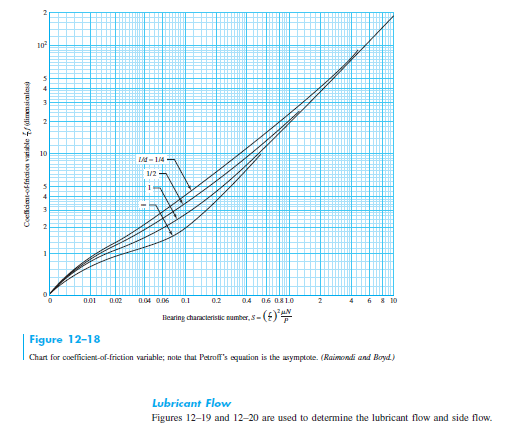 2
10²
5
4
3
2
10
5
4
3
2
1
0
Coefficient-of-friction variable r/c f (dimensionless)
l/d = 1/4
1/2
1
∞
0 0.01 0.02 0.04 0.06 0.1 0.2 0.4 0.6 0.8 1.0 2 4 6 8 10
Bearing characteristic number, S = (r/c)² μN/P
Figure 12–18
Chart for coefficient-of-friction variable; note that Petroff's equation is the asymptote. (Raimondi and Boyd.)
Lubricant Flow
Figures 12–19 and 12–20 are used to determine the lubricant flow and side flow.